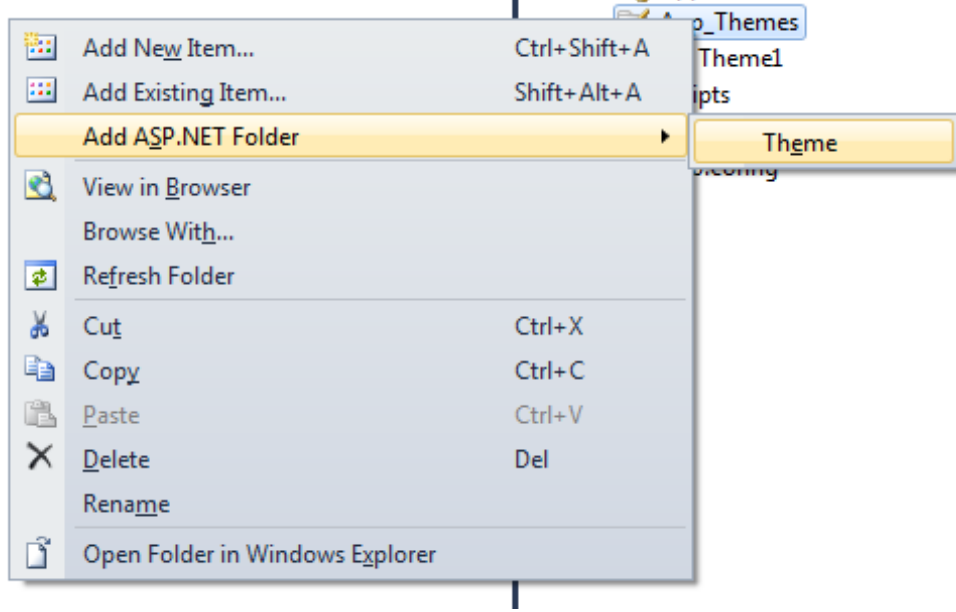 p_Themes
Add New Item... Ctrl+Shift+A
Theme1
Add Existing Item... Shift+Alt+A
ipts
Add ASP.NET Folder
Theme
View in Browser
Browse With...
Refresh Folder
Cut Ctrl+X
Copy Ctrl+C
Paste Ctrl+V
Delete Del
Rename
Open Folder in Windows Explorer